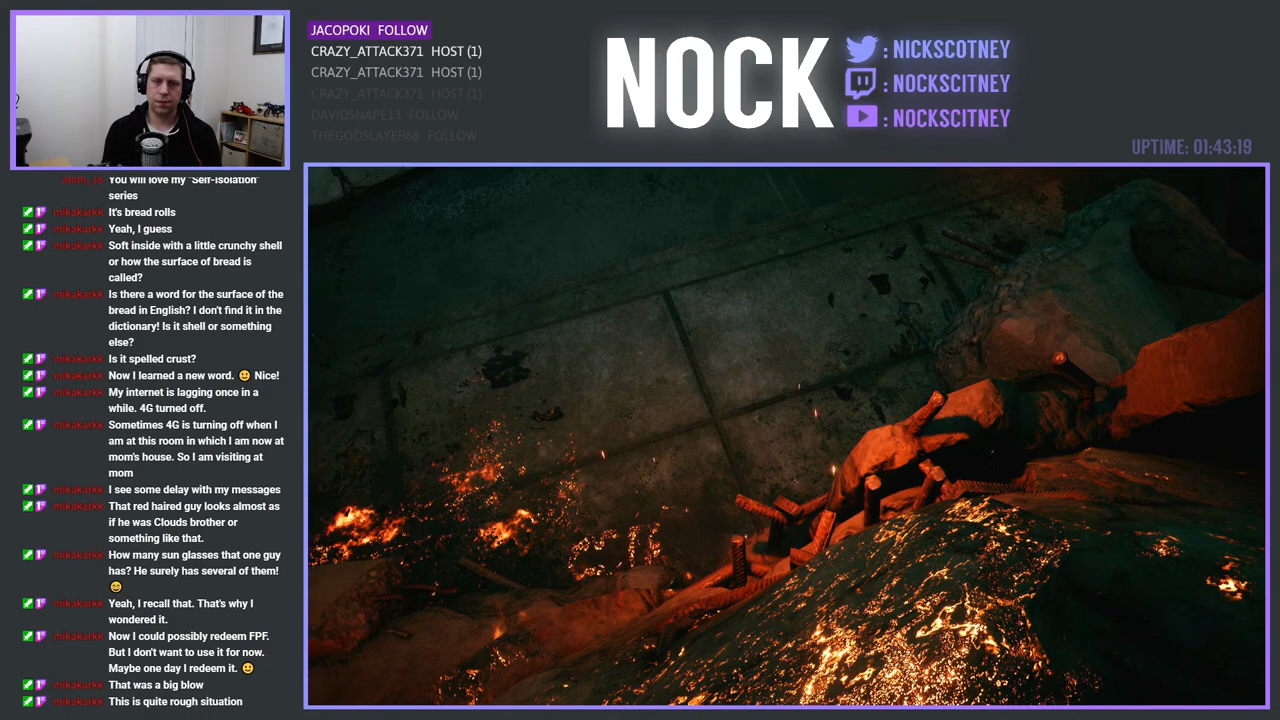 JACOPOKI FOLLOW
CRAZY_ATTACK371 HOST (1)
CRAZY_ATTACK371 HOST (1)
CRAZY_ATTACK371 HOST (1)
DAVIDSNAPE13 FOLLOW
THEGODSLAYER68 FOLLOW
NOCK
: NICKSCOTNEY
: NOCKSCITNEY
: NOCKSCITNEY
UPTIME: 01:43:19
atom_38 You will love my "Self-Isolation"
series
mikakarkk It's bread rolls
mikakarkk Yeah, I guess
mikakarkk Soft inside with a little crunchy shell
or how the surface of bread is
called?
mikakarkk Is there a word for the surface of the
bread in English? I don't find it in the
dictionary! Is it shell or something
else?
mikakarkk Is it spelled crust?
mikakarkk Now I learned a new word. 😀 Nice!
mikakarkk My internet is lagging once in a
while. 4G turned off.
mikakarkk Sometimes 4G is turning off when I
am at this room in which I am now at
mom's house. So I am visiting at
mom
mikakarkk I see some delay with my messages
mikakarkk That red haired guy looks almost as
if he was Clouds brother or
something like that.
mikakarkk How many sun glasses that one guy
has? He surely has several of them!
😄
mikakarkk Yeah, I recall that. That's why I
wondered it.
mikakarkk Now I could possibly redeem FPF.
But I don't want to use it for now.
Maybe one day I redeem it. 😀
mikakarkk That was a big blow
mikakarkk This is quite rough situation